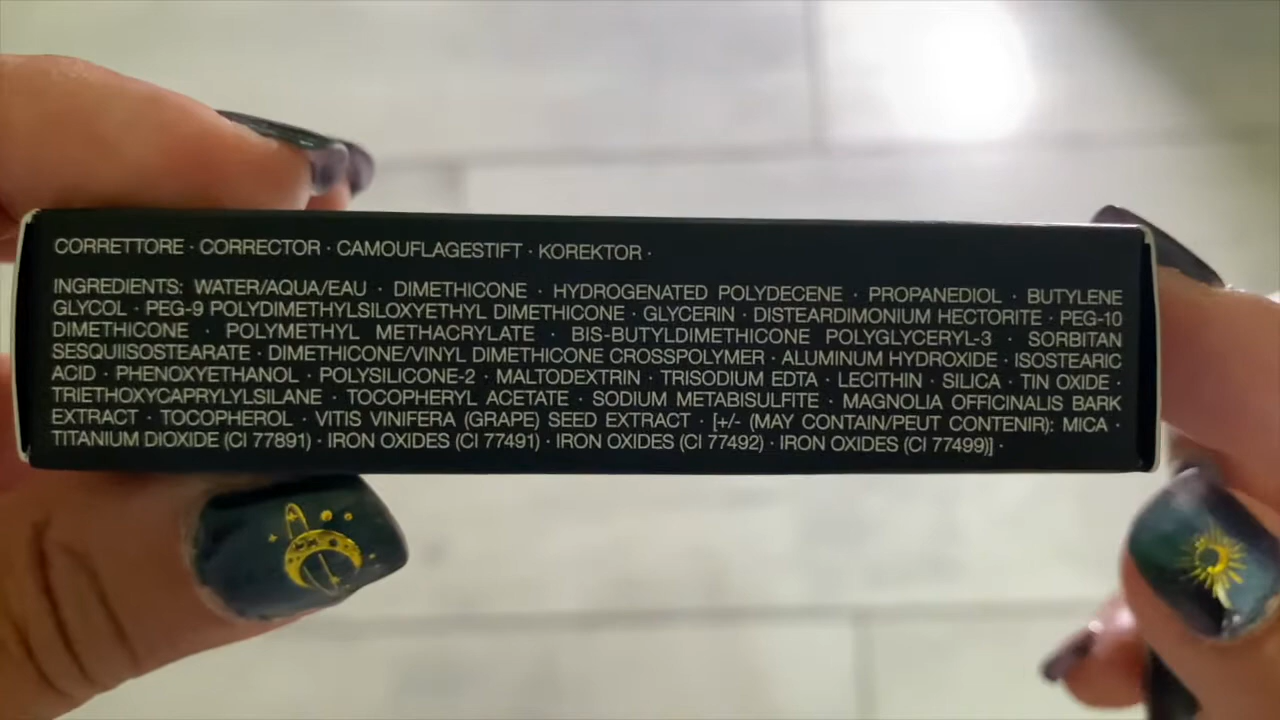 CORRETTORE · CORRECTOR · CAMOUFLAGESTIFT · KOREKTOR ·
INGREDIENTS: WATER/AQUA/EAU · DIMETHICONE · HYDROGENATED POLYDECENE · PROPANEDIOL · BUTYLENE
GLYCOL · PEG-9 POLYDIMETHYLSILOXYETHYL DIMETHICONE · GLYCERIN · DISTEARDIMONIUM HECTORITE · PEG-10
DIMETHICONE · POLYMETHYL METHACRYLATE · BIS-BUTYLDIMETHICONE POLYGLYCERYL-3 · SORBITAN
SESQUIISOSTEARATE · DIMETHICONE/VINYL DIMETHICONE CROSSPOLYMER · ALUMINUM HYDROXIDE · ISOSTEARIC
ACID · PHENOXYETHANOL · POLYSILICONE-2 · MALTODEXTRIN · TRISODIUM EDTA · LECITHIN · SILICA · TIN OXIDE ·
TRIETHOXYCAPRYLYLSILANE · TOCOPHERYL ACETATE · SODIUM METABISULFITE · MAGNOLIA OFFICINALIS BARK
EXTRACT · TOCOPHEROL · VITIS VINIFERA (GRAPE) SEED EXTRACT · [+/- (MAY CONTAIN/PEUT CONTENIR): MICA ·
TITANIUM DIOXIDE (CI 77891) · IRON OXIDES (CI 77491) · IRON OXIDES (CI 77492) · IRON OXIDES (CI 77499)] ·